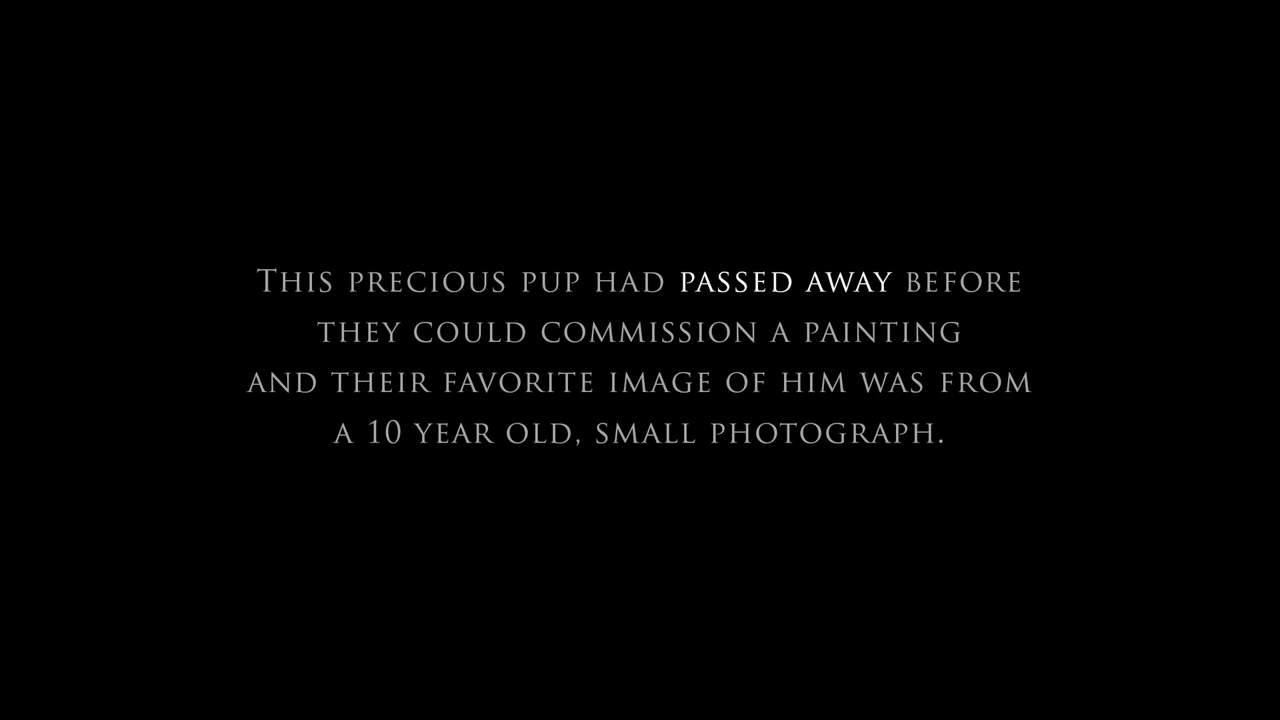 This precious pup had passed away before
they could commission a painting
and their favorite image of him was from
a 10 year old, small photograph.